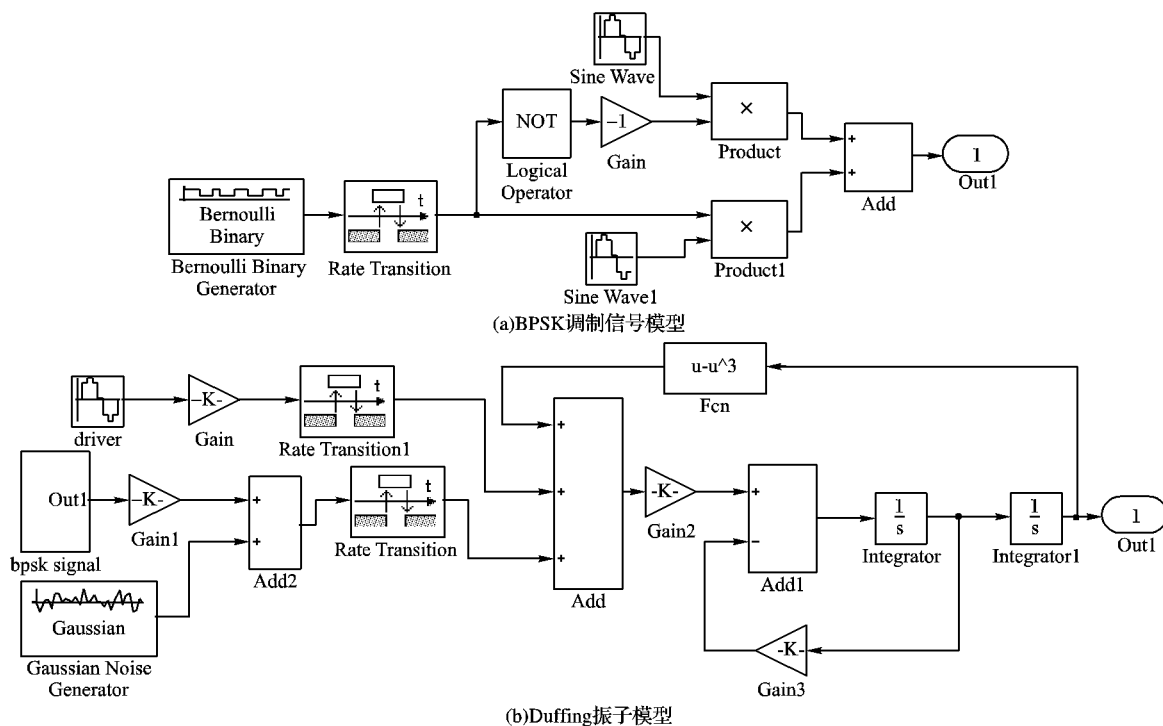 Sine Wave
×
Product
NOT
Logical
Operator
−1
Gain
+
+
Add
1
Out1
Bernoulli
Binary
Bernoulli Binary
Generator
t
Rate Transition
×
Product1
Sine Wave1
(a)BPSK调制信号模型
u-u^3
Fcn
driver
-K-
Gain
t
Rate Transition1
Out1
bpsk signal
-K-
Gain1
+
+
Add2
t
Rate Transition
Gaussian
Gaussian Noise
Generator
+
+
+
Add
-K-
Gain2
+
−
Add1
1
s
Integrator
1
s
Integrator1
1
Out1
-K-
Gain3
(b)Duffing振子模型